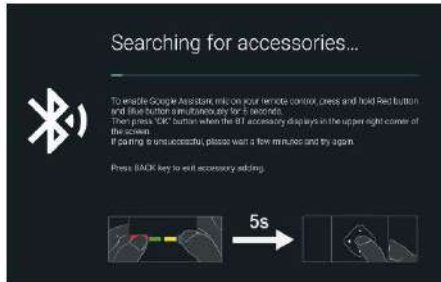 Searching for accessories...
To enable Google Assistant mic on your remote control, press and hold Red button
and Blue button simultaneously for 5 seconds.
Then press "OK" button when the BT accessory displays in the upper right corner of
the screen.
If pairing is unsuccessful, please wait a few minutes and try again.
Press BACK key to exit accessory adding.
5s